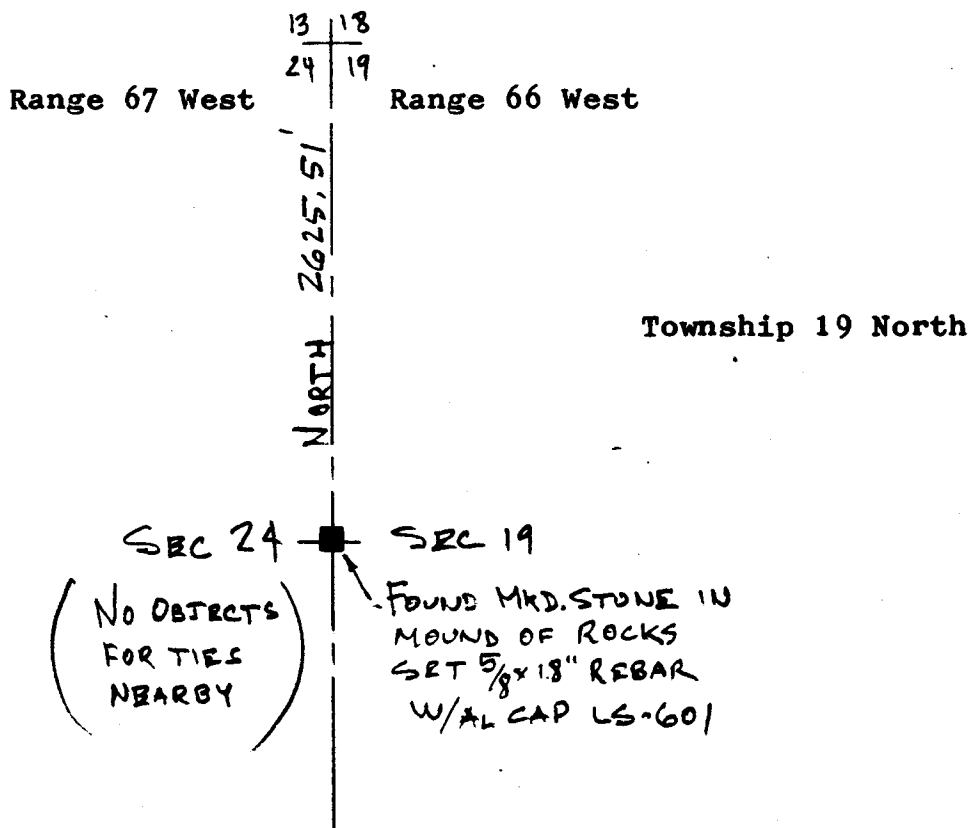 13 | 18
24 | 19
Range 67 West
Range 66 West
NORTH 2625.51'
Township 19 North
SEC 24
SEC 19
(NO OBJECTS
FOR TIES
NEARBY)
FOUND MKD. STONE IN
MOUND OF ROCKS
SET 5/8 x 18" REBAR
W/AL CAP LS-601